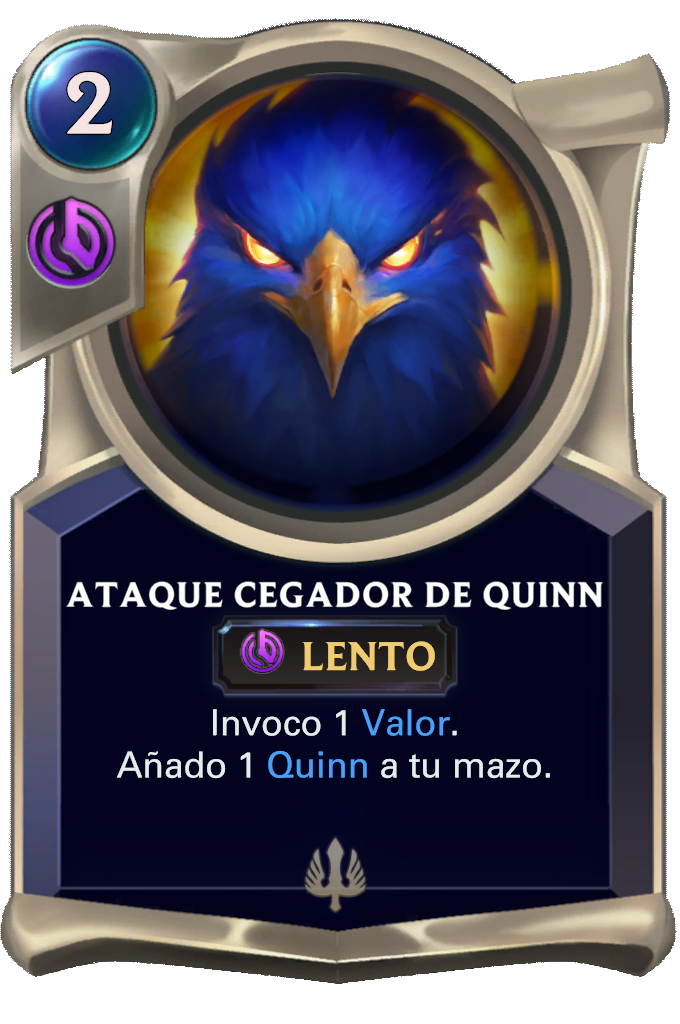 2
ATAQUE CEGADOR DE QUINN
LENTO
Invoco 1 Valor.
Añado 1 Quinn a tu mazo.